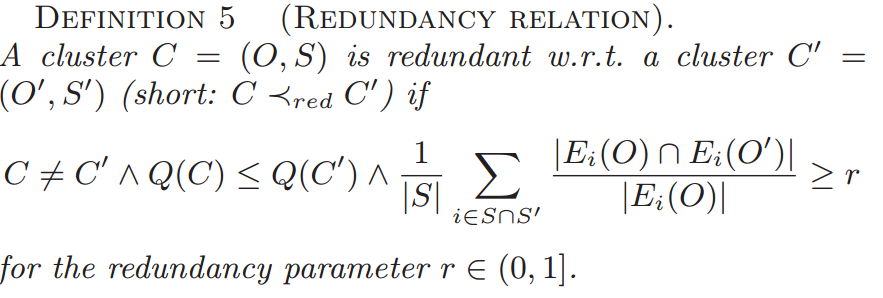 DEFINITION 5 (REDUNDANCY RELATION).
A cluster C = (O, S) is redundant w.r.t. a cluster C′ =
(O′, S′) (short: C ≺red C′) if
C ≠ C′ ∧ Q(C) ≤ Q(C′) ∧ 1/|S| ∑i∈S∩S′ |Ei(O) ∩ Ei(O′)|/|Ei(O)| ≥ r
for the redundancy parameter r ∈ (0, 1].